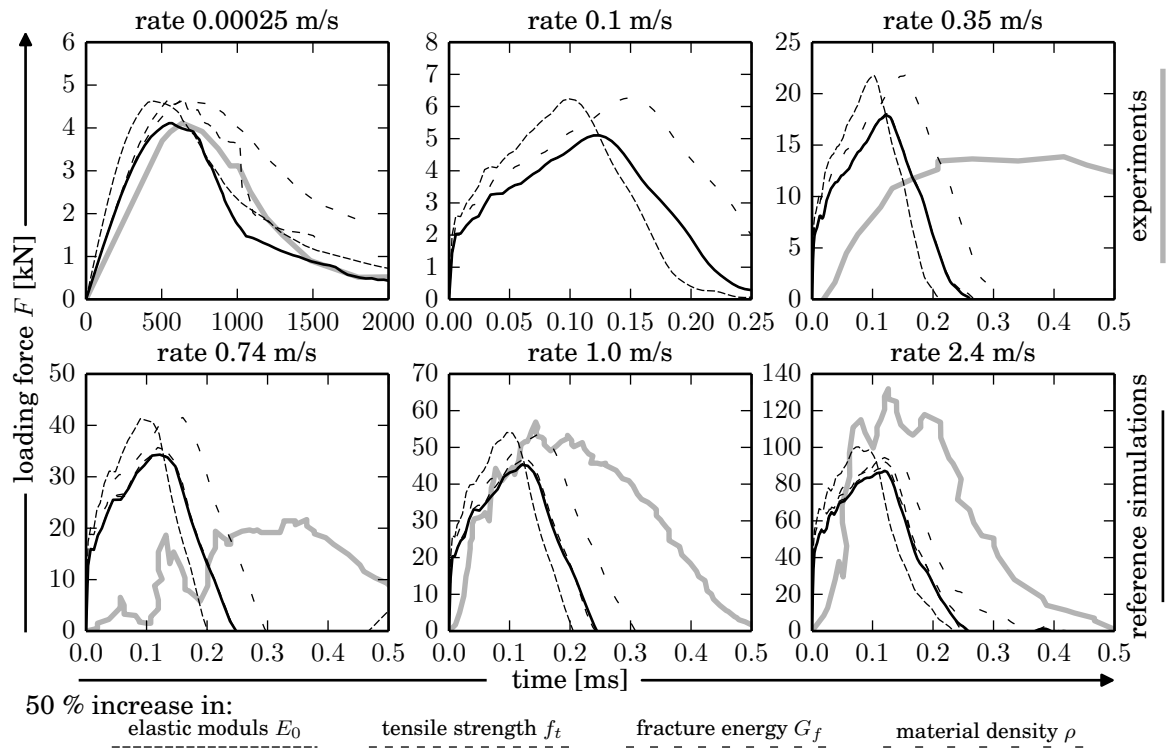 rate 0.00025 m/s
rate 0.1 m/s
rate 0.35 m/s
6
5
4
3
2
1
0
0 500 1000 1500 2000
8
7
6
5
4
3
2
1
0
0.00 0.05 0.10 0.15 0.20 0.25
25
20
15
10
5
0
0.0 0.1 0.2 0.3 0.4 0.5
rate 0.74 m/s
rate 1.0 m/s
rate 2.4 m/s
50
40
30
20
10
0
0.0 0.1 0.2 0.3 0.4 0.5
70
60
50
40
30
20
10
0
0.0 0.1 0.2 0.3 0.4 0.5
140
120
100
80
60
40
20
0
0.0 0.1 0.2 0.3 0.4 0.5
loading force F [kN]
experiments
reference simulations
time [ms]
50 % increase in:
elastic moduls E₀
tensile strength fₜ
fracture energy G_f
material density ρ